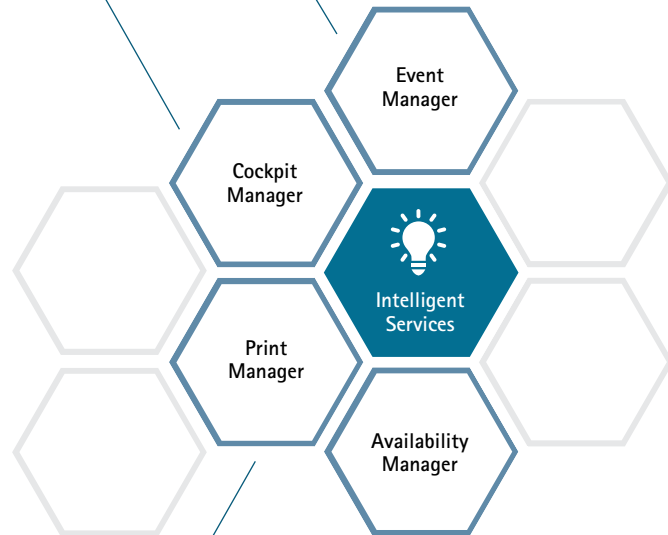 Event
Manager
Cockpit
Manager
Intelligent
Services
Print
Manager
Availability
Manager